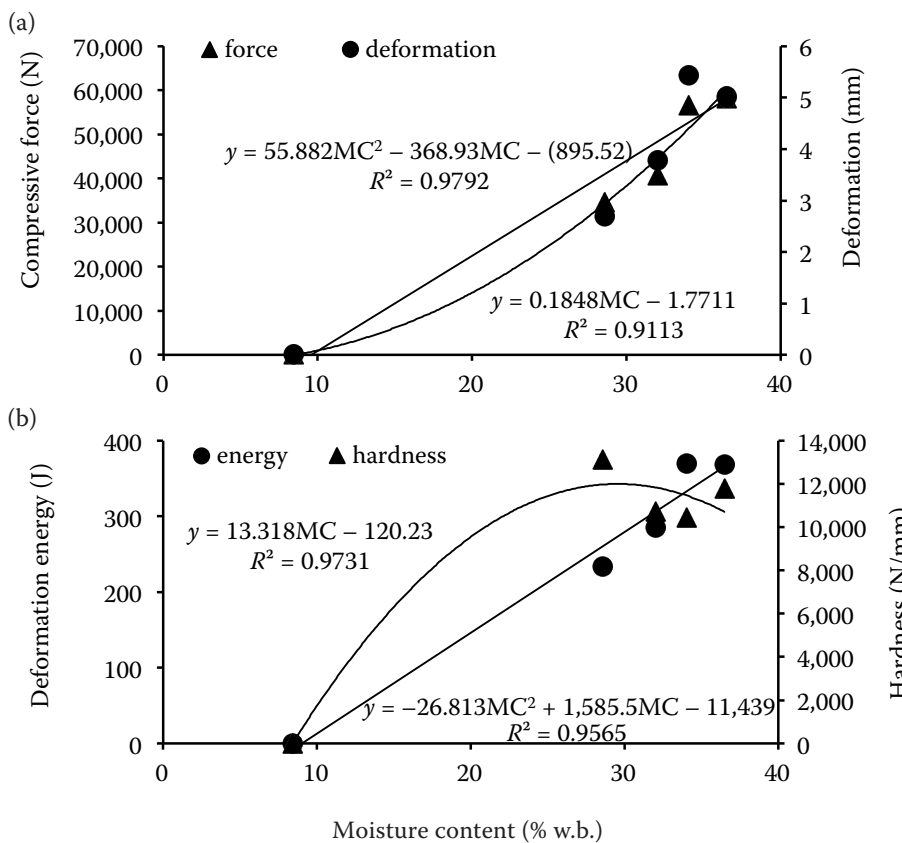 (a)
▲ force ● deformation
Compressive force (N)
70,000
60,000
50,000
40,000
30,000
20,000
10,000
0
y = 55.882MC² – 368.93MC – (895.52)
R² = 0.9792
y = 0.1848MC – 1.7711
R² = 0.9113
6
5
4
3
2
1
0
Deformation (mm)
0 10 20 30 40
(b)
● energy ▲ hardness
Deformation energy (J)
400
300
200
100
0
y = 13.318MC – 120.23
R² = 0.9731
y = –26.813MC² + 1,585.5MC – 11,439
R² = 0.9565
14,000
12,000
10,000
8,000
6,000
4,000
2,000
0
Hardness (N/mm)
0 10 20 30 40
Moisture content (% w.b.)